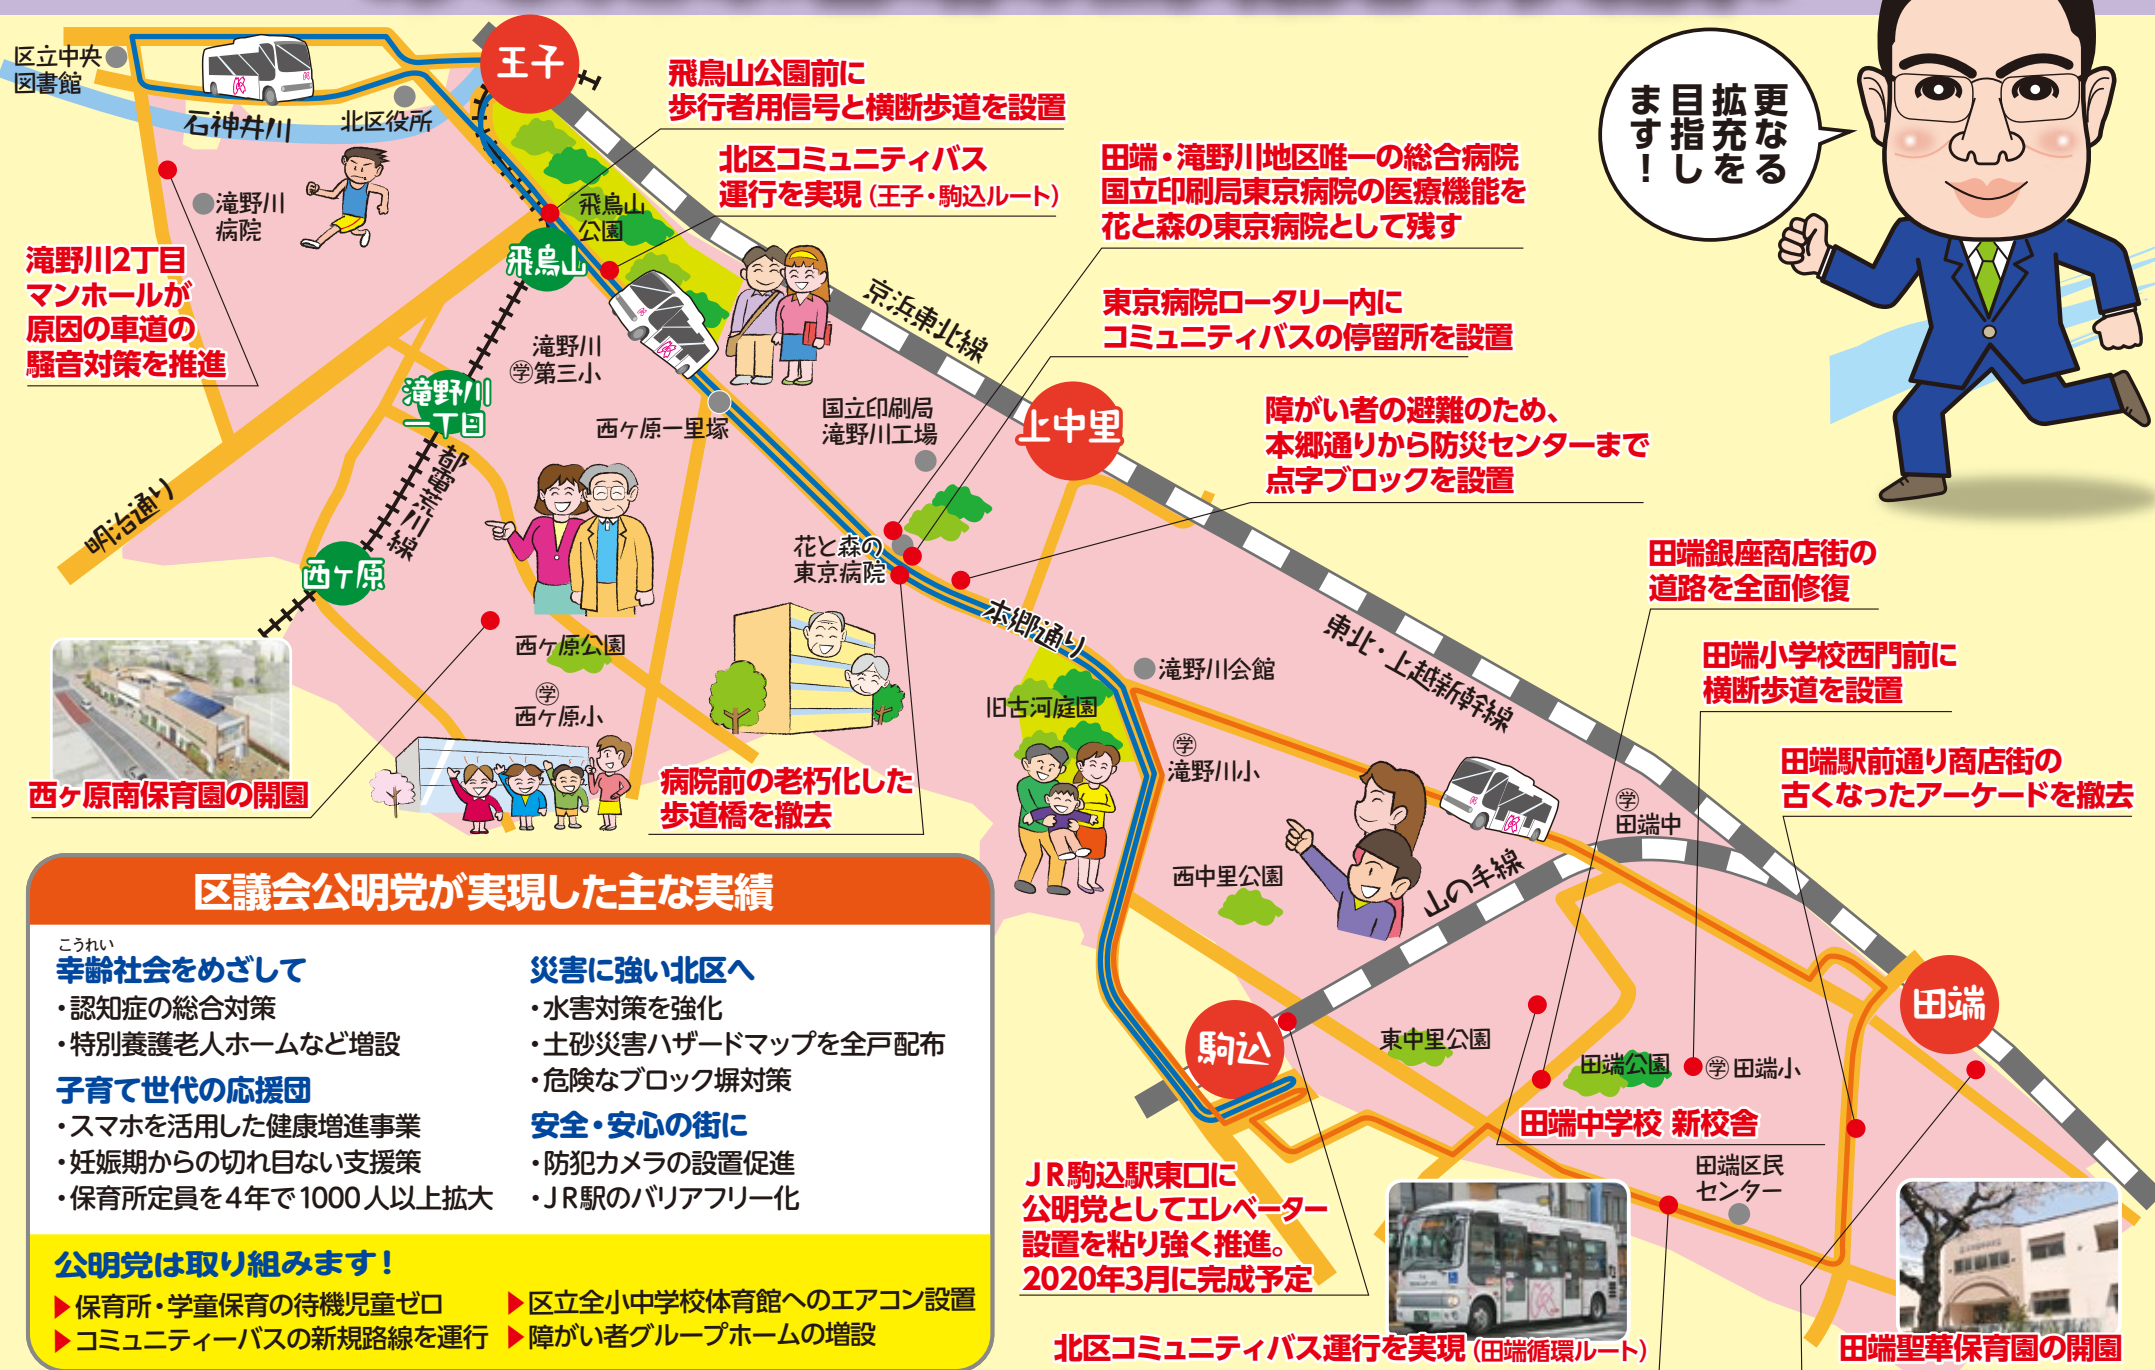 区立中央
図書館
石神井川
北区役所
王子
飛鳥山公園前に
歩行者用信号と横断歩道を設置
北区コミュニティバス
運行を実現（王子・駒込ルート）
田端・滝野川地区唯一の総合病院
国立印刷局東京病院の医療機能を
花と森の東京病院として残す
東京病院ロータリー内に
コミュニティバスの停留所を設置
障がい者の避難のため、
本郷通りから防災センターまで
点字ブロックを設置
更なる
拡充を
目指し
ます！
滝野川
病院
滝野川2丁目
マンホールが
原因の車道の
騒音対策を推進
飛鳥山
公園
飛鳥山
京浜東北線
滝野川
学第三小
滝野川
一丁目
都電荒川線
西ケ原一里塚
国立印刷局
滝野川工場
上中里
明治通り
西ケ原
花と森の
東京病院
本郷通り
東北・上越新幹線
田端銀座商店街の
道路を全面修復
田端小学校西門前に
横断歩道を設置
田端駅前通り商店街の
古くなったアーケードを撤去
西ケ原公園
学
西ケ原小
西ヶ原南保育園の開園
病院前の老朽化した
歩道橋を撤去
旧古河庭園
滝野川会館
学
滝野川小
学
田端中
西中里公園
山の手線
駒込
東中里公園
田端公園
学田端小
田端
田端中学校 新校舎
田端区民
センター
JR駒込駅東口に
公明党としてエレベーター
設置を粘り強く推進。
2020年3月に完成予定
北区コミュニティバス運行を実現（田端循環ルート）
田端聖華保育園の開園
区議会公明党が実現した主な実績
こうれい
幸齢社会をめざして
・認知症の総合対策
・特別養護老人ホームなど増設
子育て世代の応援団
・スマホを活用した健康増進事業
・妊娠期からの切れ目ない支援策
・保育所定員を4年で1000人以上拡大
災害に強い北区へ
・水害対策を強化
・土砂災害ハザードマップを全戸配布
・危険なブロック塀対策
安全・安心の街に
・防犯カメラの設置促進
・JR駅のバリアフリー化
公明党は取り組みます！
▶保育所・学童保育の待機児童ゼロ
▶コミュニティーバスの新規路線を運行
▶区立全小中学校体育館へのエアコン設置
▶障がい者グループホームの増設